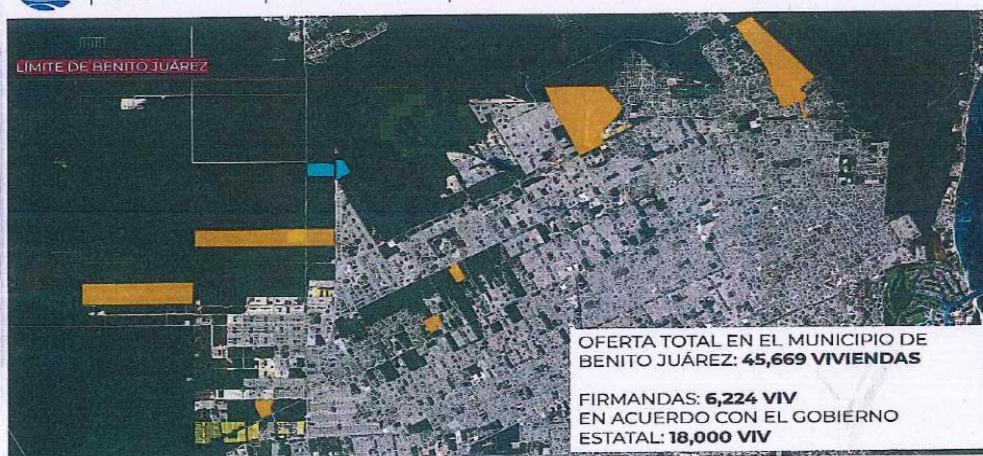 LÍMITE DE BENITO JUÁREZ
OFERTA TOTAL EN EL MUNICIPIO DE
BENITO JUÁREZ: 45,669 VIVIENDAS
FIRMANDAS: 6,224 VIV
EN ACUERDO CON EL GOBIERNO
ESTATAL: 18,000 VIV